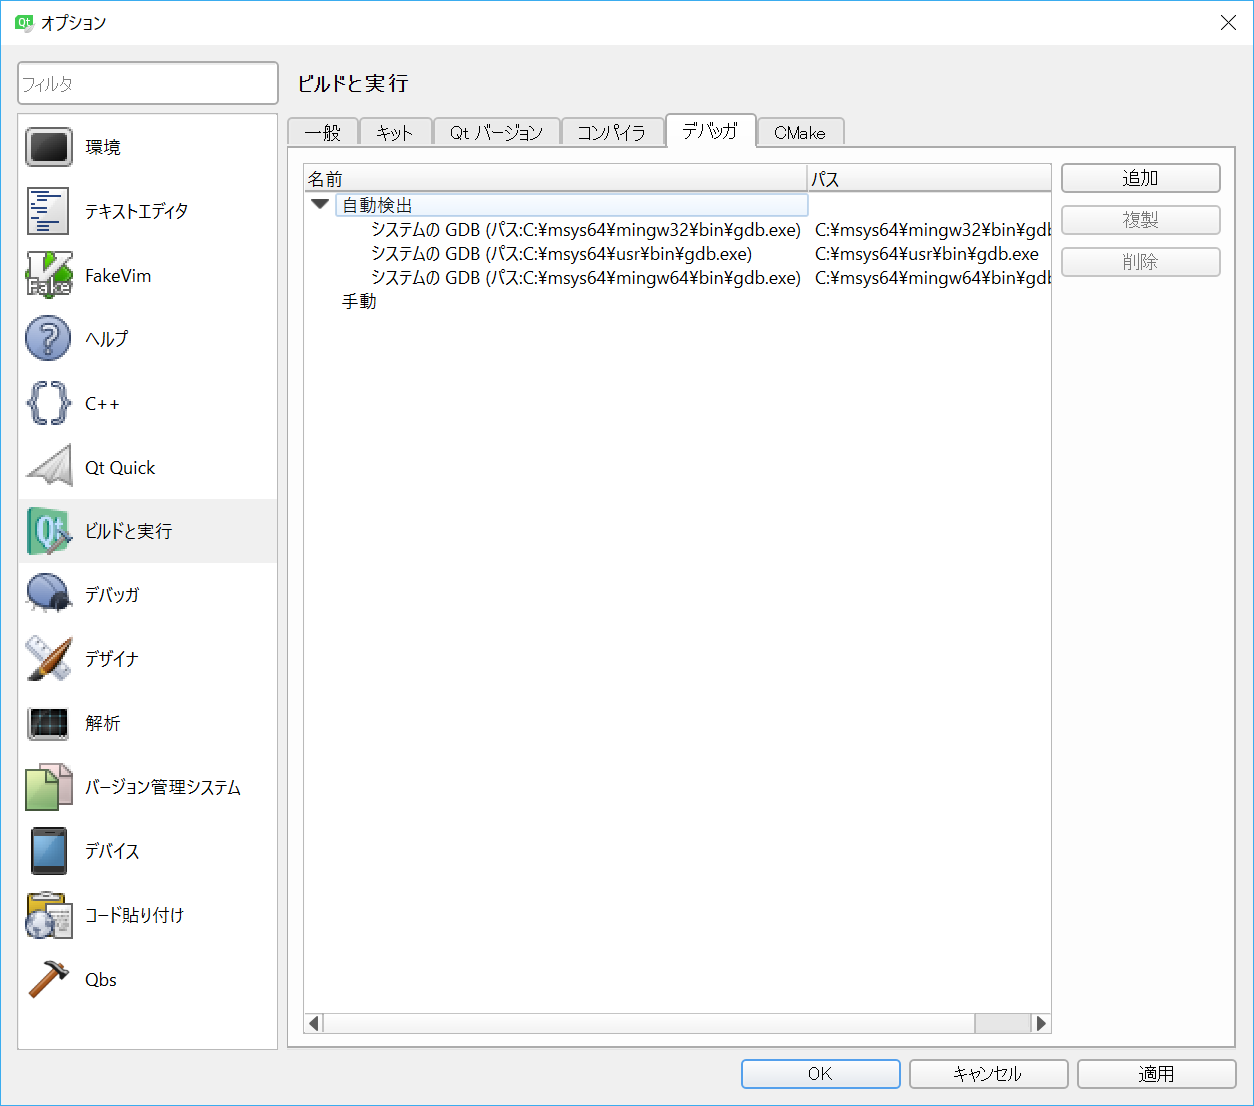 オプション
フィルタ
ビルドと実行
環境
テキストエディタ
FakeVim
ヘルプ
C++
Qt Quick
ビルドと実行
デバッガ
デザイナ
解析
バージョン管理システム
デバイス
コード貼り付け
Qbs
一般 キット Qt バージョン コンパイラ デバッガ CMake
名前 パス
自動検出
システムの GDB (パス:C:¥msys64¥mingw32¥bin¥gdb.exe) C:¥msys64¥mingw32¥bin¥gdb
システムの GDB (パス:C:¥msys64¥usr¥bin¥gdb.exe) C:¥msys64¥usr¥bin¥gdb.exe
システムの GDB (パス:C:¥msys64¥mingw64¥bin¥gdb.exe) C:¥msys64¥mingw64¥bin¥gdb
手動
追加
複製
削除
OK キャンセル 適用